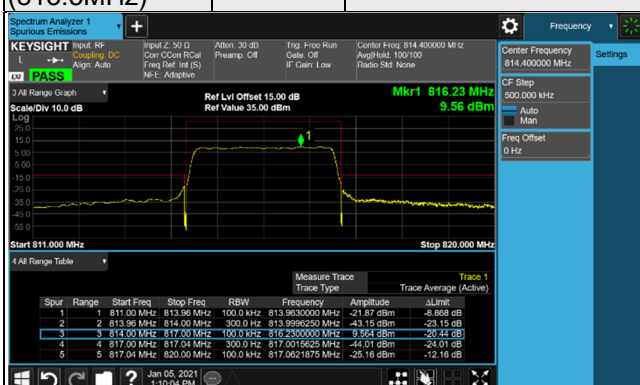 (816.5MHz)
Spectrum Analyzer 1
Spurious Emissions
Frequency
KEYSIGHT Input: RF Input Z: 50 Ω Atten: 30 dB Trig: Free Run Center Freq: 814.400000 MHz
L Coupling: DC Corr CCorr RCal Preamp: Off Gate: Off Avg|Hold: 100/100
Align: Auto Freq Ref: Int (S) IF Gain: Low Radio Std: None
LXI PASS NFE: Adaptive
Center Frequency
814.400000 MHz
Settings
CF Step
500.000 kHz
Auto
Man
Freq Offset
0 Hz
3 All Range Graph Ref Lvl Offset 15.00 dB Mkr1 816.23 MHz
Scale/Div 10.0 dB Ref Value 35.00 dBm 9.56 dBm
Log
25.0
15.0
5.00
-5.00
-15.0
-25.0
-35.0
-45.0
-55.0
1
Start 811.000 MHz Stop 820.000 MHz
4 All Range Table
Measure Trace Trace 1
Trace Type Trace Average (Active)
Spur Range Start Freq Stop Freq RBW Frequency Amplitude ΔLimit
1 1 811.00 MHz 813.96 MHz 100.0 kHz 813.9630000 MHz -21.87 dBm -8.868 dB
2 2 813.96 MHz 814.00 MHz 300.0 Hz 813.9996250 MHz -43.15 dBm -23.15 dB
3 3 814.00 MHz 817.00 MHz 100.0 kHz 816.2300000 MHz 9.564 dBm -20.44 dB
4 4 817.00 MHz 817.04 MHz 300.0 Hz 817.0015625 MHz -44.01 dBm -24.01 dB
5 5 817.04 MHz 820.00 MHz 100.0 kHz 817.0621875 MHz -25.16 dBm -12.16 dB
? Jan 05, 2021
1:10:04 PM